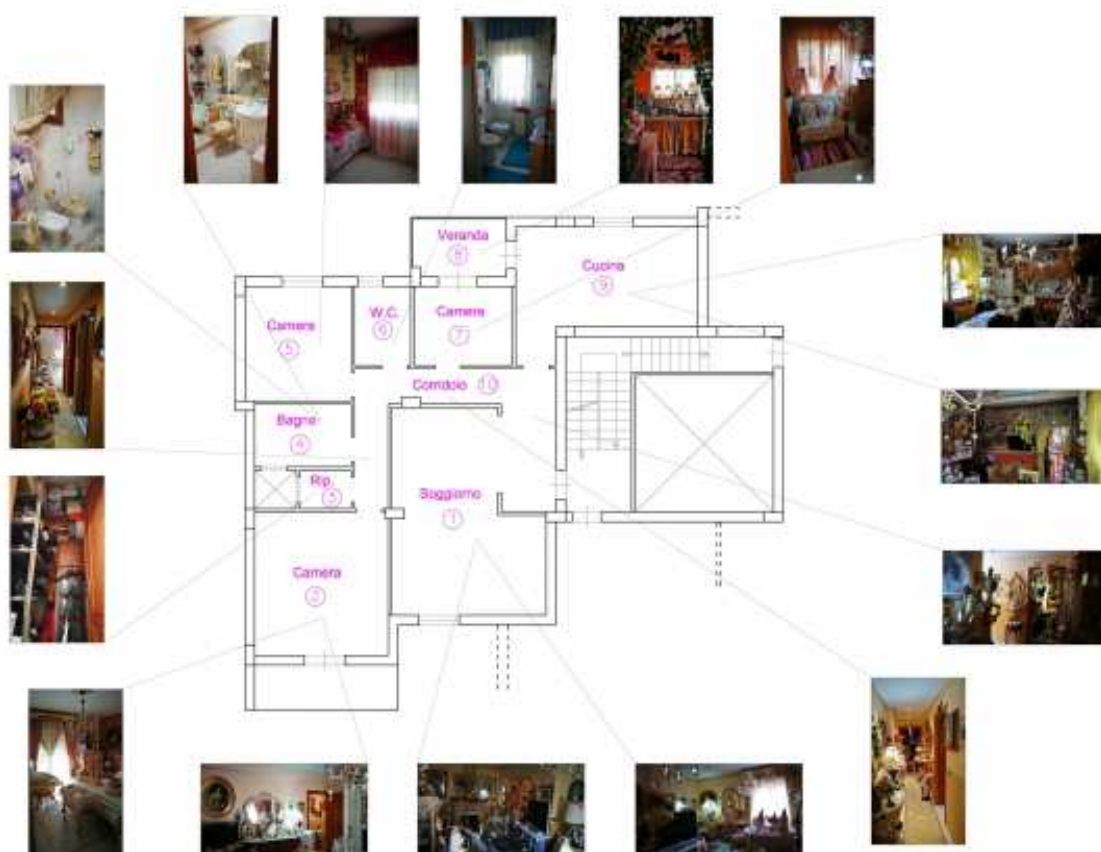 Veranda
8
Cucina
9
Camera
5
W.C.
6
Camera
7
Corridoio 10
Bagno
4
Rip.
3
Soggiorno
1
Camera
2